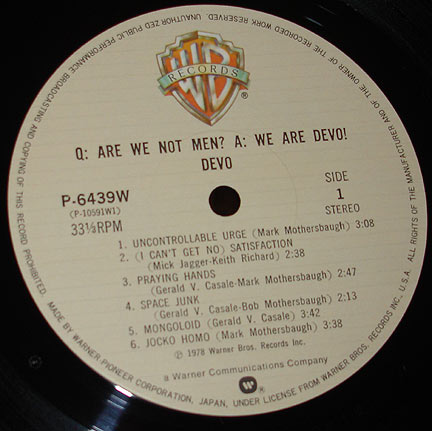 UNAUTHORIZED PUBLIC PERFORMANCE BROADCASTING AND COPYING OF THIS RECORD PROHIBITED.
ALL RIGHTS OF THE MANUFACTURER AND OF THE OWNER OF THE RECORDED WORK RESERVED.
WB
RECORDS
®
Q: ARE WE NOT MEN? A: WE ARE DEVO!
DEVO
P-6439W
(P-10591W1)
33⅓RPM
SIDE
1
STEREO
1. UNCONTROLLABLE URGE (Mark Mothersbaugh) 3:08
2. (I CAN'T GET NO) SATISFACTION
(Mick Jagger-Keith Richard) 2:38
3. PRAYING HANDS
(Gerald V. Casale-Mark Mothersbaugh) 2:47
4. SPACE JUNK
(Gerald V. Casale-Bob Mothersbaugh) 2:13
5. MONGOLOID (Gerald V. Casale) 3:42
6. JOCKO HOMO (Mark Mothersbaugh) 3:38
℗ 1978 Warner Bros. Records Inc.
a Warner Communications Company
MADE BY WARNER-PIONEER CORPORATION, JAPAN, UNDER LICENSE FROM WARNER BROS. RECORDS INC., U.S.A.